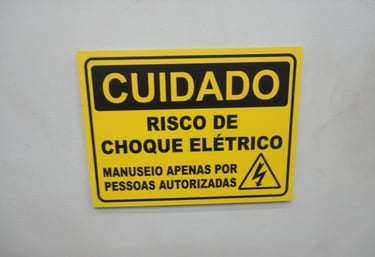 CUIDADO
RISCO DE
CHOQUE ELÉTRICO
MANUSEIO APENAS POR
PESSOAS AUTORIZADAS